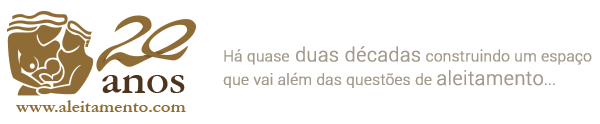 20
anos
www.aleitamento.com
Há quase duas décadas construindo um espaço
que vai além das questões de aleitamento...